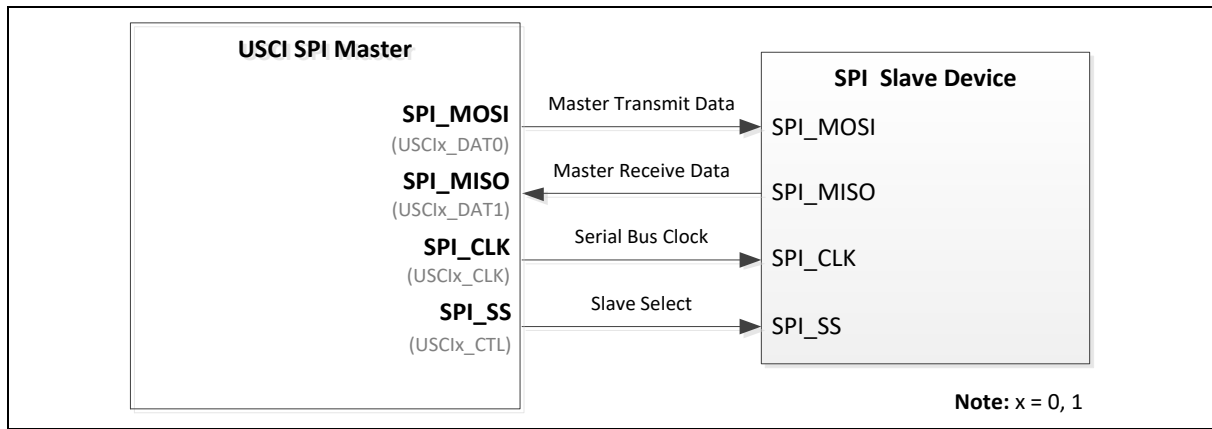 USCI SPI Master
SPI_MOSI
(USCIx_DAT0)
SPI_MISO
(USCIx_DAT1)
SPI_CLK
(USCIx_CLK)
SPI_SS
(USCIx_CTL)
Master Transmit Data
Master Receive Data
Serial Bus Clock
Slave Select
SPI Slave Device
SPI_MOSI
SPI_MISO
SPI_CLK
SPI_SS
Note: x = 0, 1